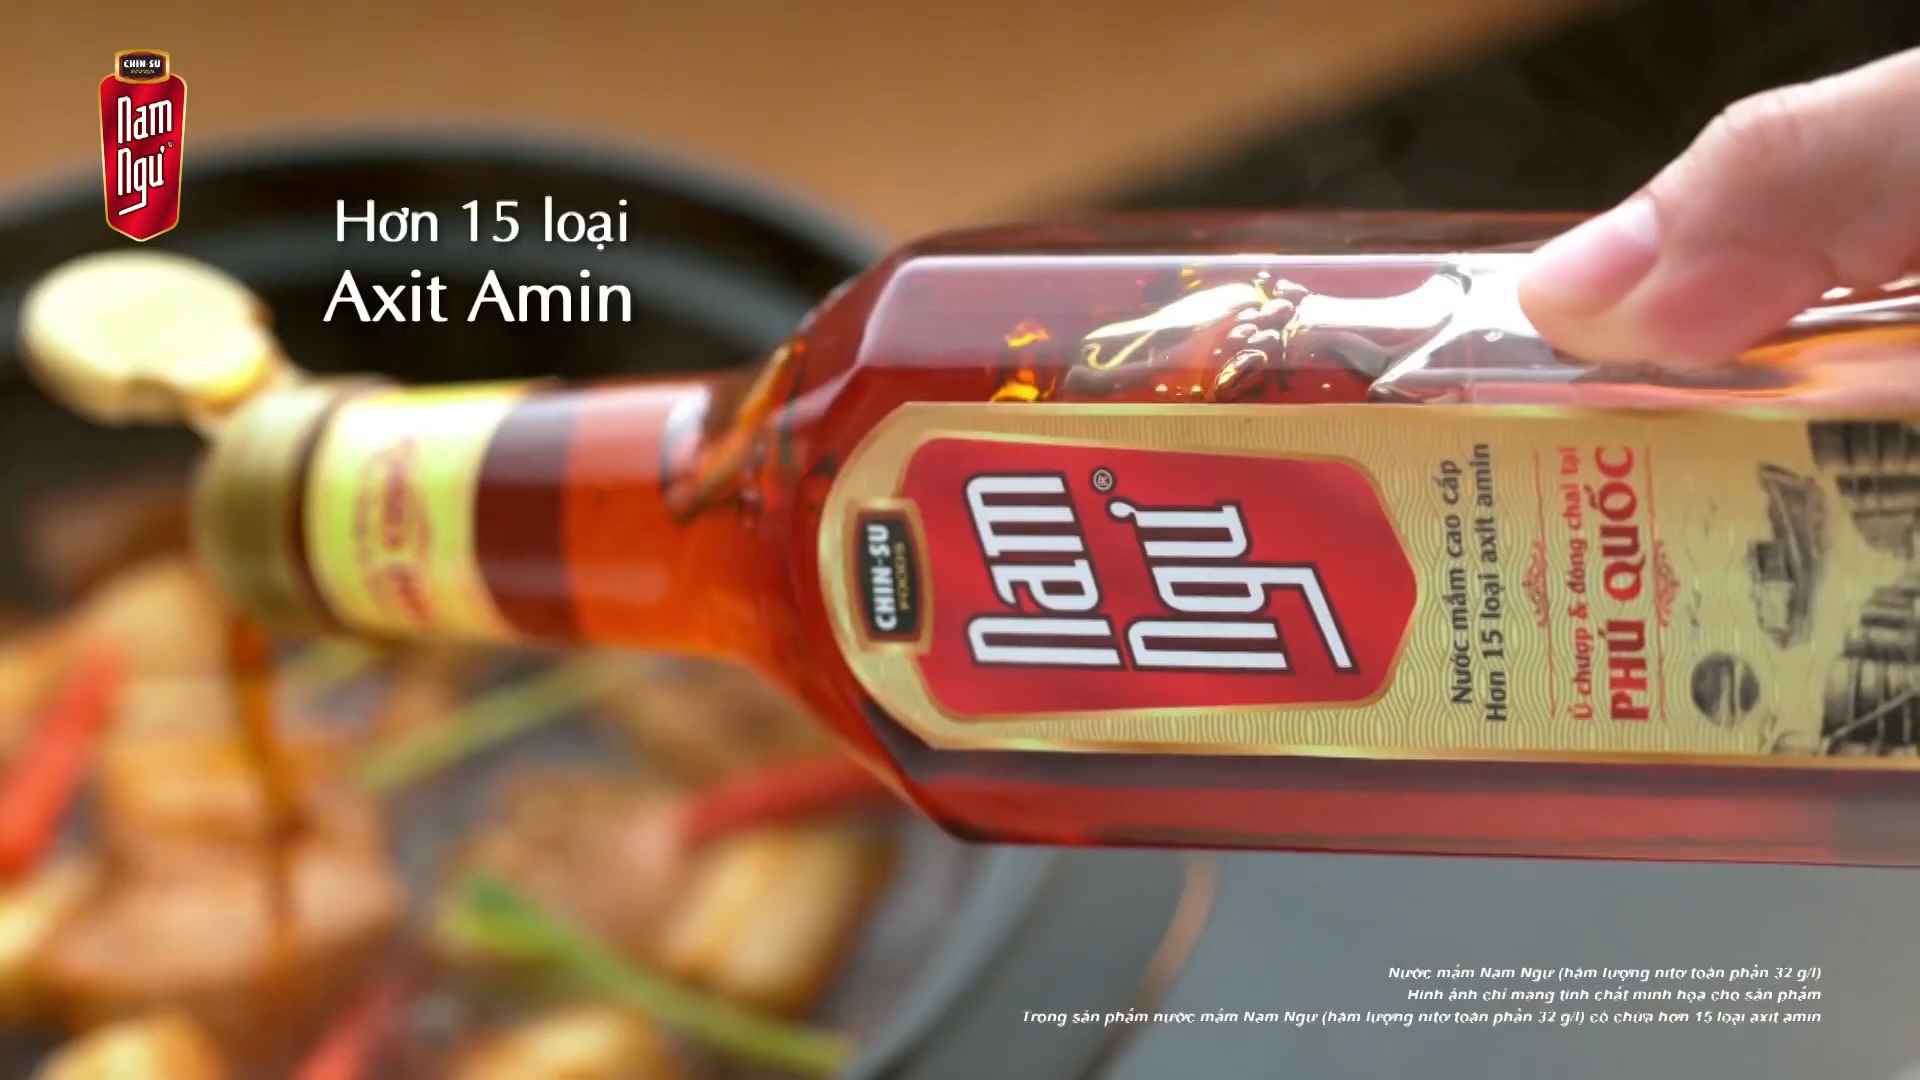 CHIN-SU
FOODS
Nam
Ngư
Hơn 15 loại
Axit Amin
CHIN-SU
FOODS
Nam
Ngư®
Nước mắm cao cấp
Hơn 15 loại axit amin
Ủ chượp & đóng chai tại
PHÚ QUỐC
Nước mắm Nam Ngư (hàm lượng nitơ toàn phần 32 g/l)
Hình ảnh chỉ mang tính chất minh họa cho sản phẩm
Trong sản phẩm nước mắm Nam Ngư (hàm lượng nitơ toàn phần 32 g/l) có chứa hơn 15 loại axit amin